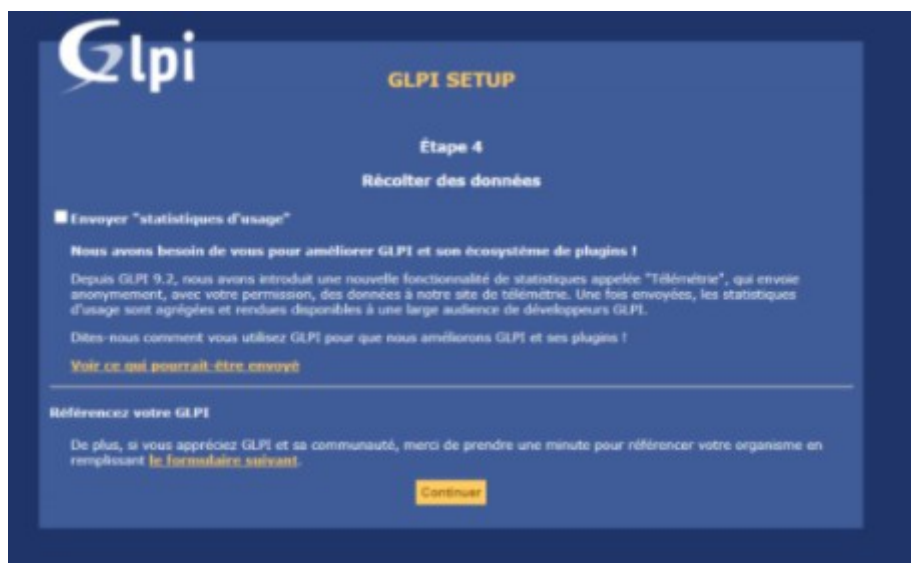 Glpi
GLPI SETUP
Étape 4
Récolter des données
Envoyer "statistiques d'usage"
Nous avons besoin de vous pour améliorer GLPI et son écosystème de plugins !
Depuis GLPI 9.2, nous avons introduit une nouvelle fonctionnalité de statistiques appelée "Télémétrie", qui envoie
anonymement, avec votre permission, des données à notre site de télémétrie. Une fois envoyées, les statistiques
d'usage sont agrégées et rendues disponibles à une large audience de développeurs GLPI.
Dites-nous comment vous utilisez GLPI pour que nous améliorons GLPI et ses plugins !
Voir ce qui pourrait être envoyé
Référencez votre GLPI
De plus, si vous appréciez GLPI et sa communauté, merci de prendre une minute pour référencer votre organisme en
remplissant le formulaire suivant.
Continuer